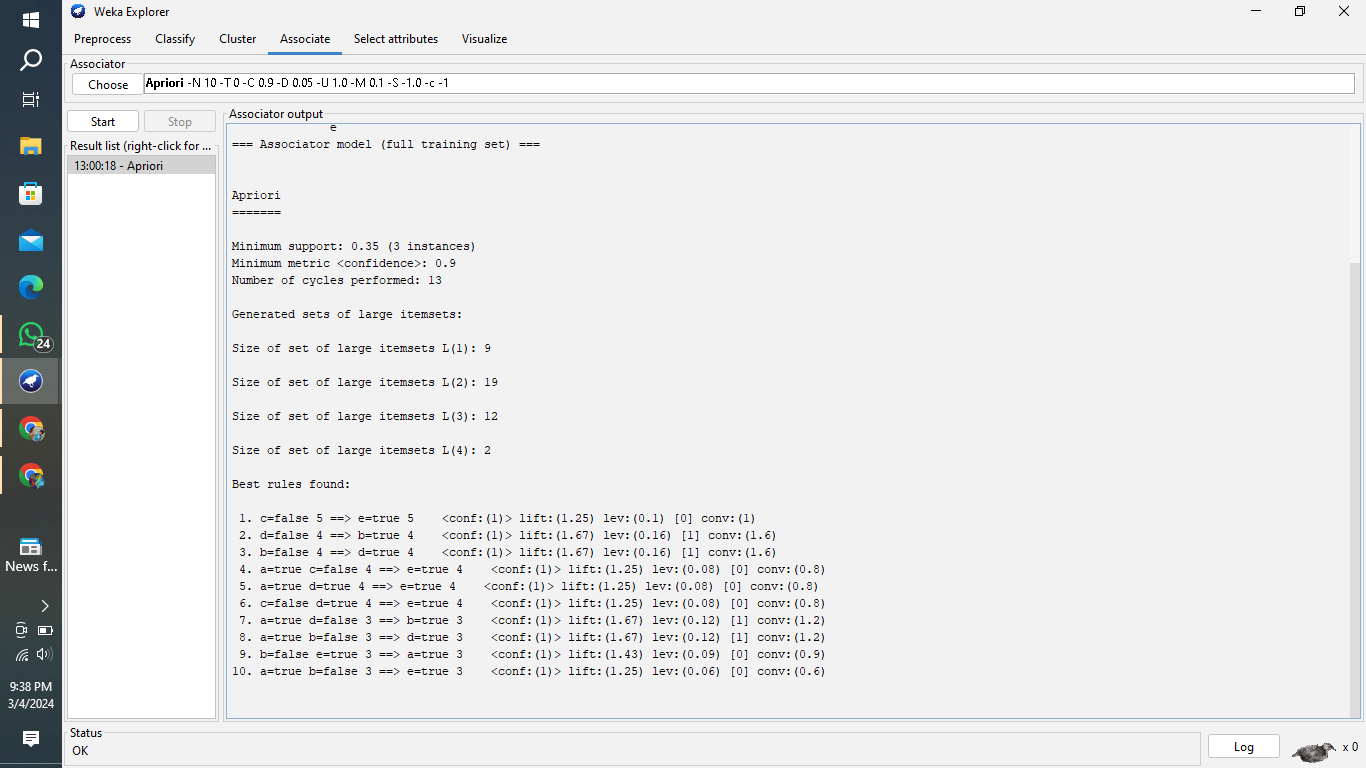 Weka Explorer
Preprocess Classify Cluster Associate Select attributes Visualize
Associator
Choose Apriori -N 10 -T 0 -C 0.9 -D 0.05 -U 1.0 -M 0.1 -S -1.0 -c -1
Start Stop
Result list (right-click for ...
13:00:18 - Apriori
Associator output
e
=== Associator model (full training set) ===
Apriori
=======
Minimum support: 0.35 (3 instances)
Minimum metric <confidence>: 0.9
Number of cycles performed: 13
Generated sets of large itemsets:
Size of set of large itemsets L(1): 9
Size of set of large itemsets L(2): 19
Size of set of large itemsets L(3): 12
Size of set of large itemsets L(4): 2
Best rules found:
1. c=false 5 ==> e=true 5 <conf:(1)> lift:(1.25) lev:(0.1) [0] conv:(1)
2. d=false 4 ==> b=true 4 <conf:(1)> lift:(1.67) lev:(0.16) [1] conv:(1.6)
3. b=false 4 ==> d=true 4 <conf:(1)> lift:(1.67) lev:(0.16) [1] conv:(1.6)
4. a=true c=false 4 ==> e=true 4 <conf:(1)> lift:(1.25) lev:(0.08) [0] conv:(0.8)
5. a=true d=true 4 ==> e=true 4 <conf:(1)> lift:(1.25) lev:(0.08) [0] conv:(0.8)
6. c=false d=true 4 ==> e=true 4 <conf:(1)> lift:(1.25) lev:(0.08) [0] conv:(0.8)
7. a=true d=false 3 ==> b=true 3 <conf:(1)> lift:(1.67) lev:(0.12) [1] conv:(1.2)
8. a=true b=false 3 ==> d=true 3 <conf:(1)> lift:(1.67) lev:(0.12) [1] conv:(1.2)
9. b=false e=true 3 ==> a=true 3 <conf:(1)> lift:(1.43) lev:(0.09) [0] conv:(0.9)
10. a=true b=false 3 ==> e=true 3 <conf:(1)> lift:(1.25) lev:(0.06) [0] conv:(0.6)
Status
OK
Log x 0
24
News f...
9:38 PM
3/4/2024